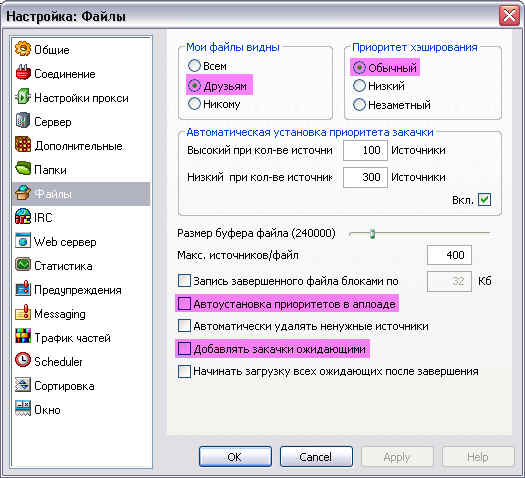 Настройка: Файлы
Общие
Соединение
Настройки прокси
Сервер
Дополнительные
Папки
Файлы
IRC
Web сервер
Статистика
Предупреждения
Messaging
Трафик частей
Scheduler
Сортировка
Окно
Мои файлы видны
Всем
Друзьям
Никому
Приоритет хэширования
Обычный
Низкий
Незаметный
Автоматическая установка приоритета закачки
Высокий при кол-ве источни 100 Источники
Низкий при кол-ве источни 300 Источники
Вкл.
Размер буфера файла (240000)
Макс. источников/файл 400
Запись завершенного файла блоками по 32 Кб
Автоустановка приоритетов в аплоаде
Автоматически удалять ненужные источники
Добавлять закачки ожидающими
Начинать загрузку всех ожидающих после завершения
OK Cancel Apply Help